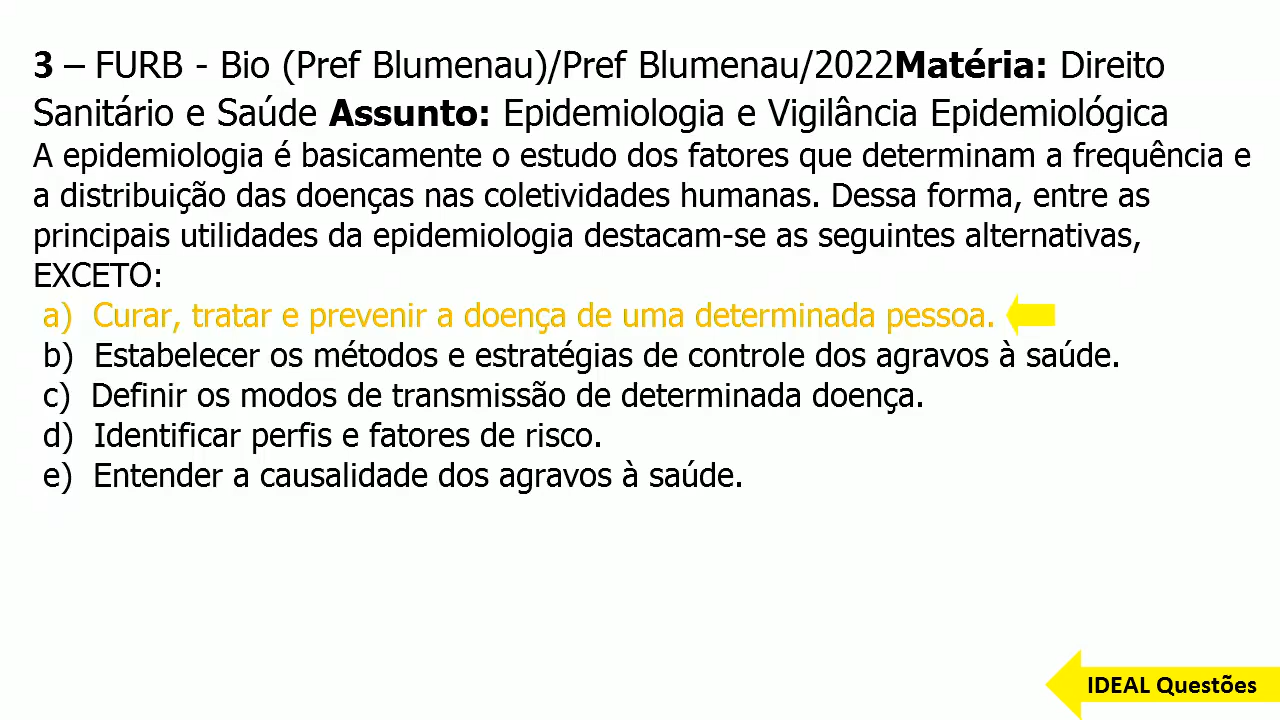 3 – FURB - Bio (Pref Blumenau)/Pref Blumenau/2022Matéria: Direito
Sanitário e Saúde Assunto: Epidemiologia e Vigilância Epidemiológica
A epidemiologia é basicamente o estudo dos fatores que determinam a frequência e
a distribuição das doenças nas coletividades humanas. Dessa forma, entre as
principais utilidades da epidemiologia destacam-se as seguintes alternativas,
EXCETO:
a) Curar, tratar e prevenir a doença de uma determinada pessoa.
b) Estabelecer os métodos e estratégias de controle dos agravos à saúde.
c) Definir os modos de transmissão de determinada doença.
d) Identificar perfis e fatores de risco.
e) Entender a causalidade dos agravos à saúde.
IDEAL Questões